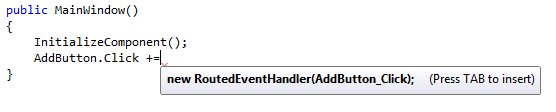 public MainWindow()
{
    InitializeComponent();
    AddButton.Click +=
new RoutedEventHandler(AddButton_Click);    (Press TAB to insert)
}